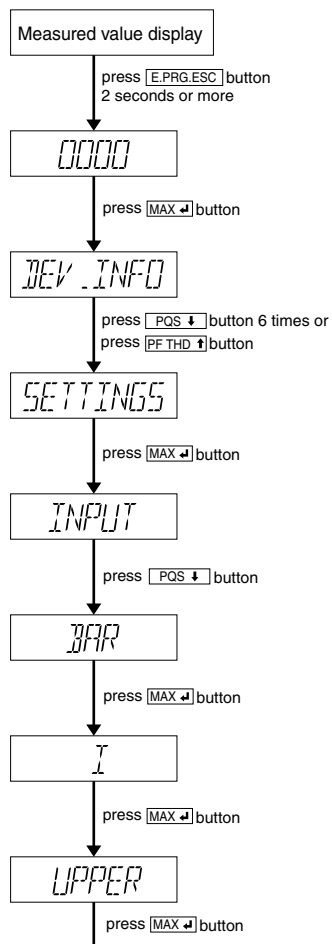 Measured value display
press E.PRG.ESC button
2 seconds or more
0000
press MAX ↵ button
DEV_INFO
press PQS ↓ button 6 times or
press PF THD ↑ button
SETTINGS
press MAX ↵ button
INPUT
press PQS ↓ button
BAR
press MAX ↵ button
I
press MAX ↵ button
UPPER
press MAX ↵ button